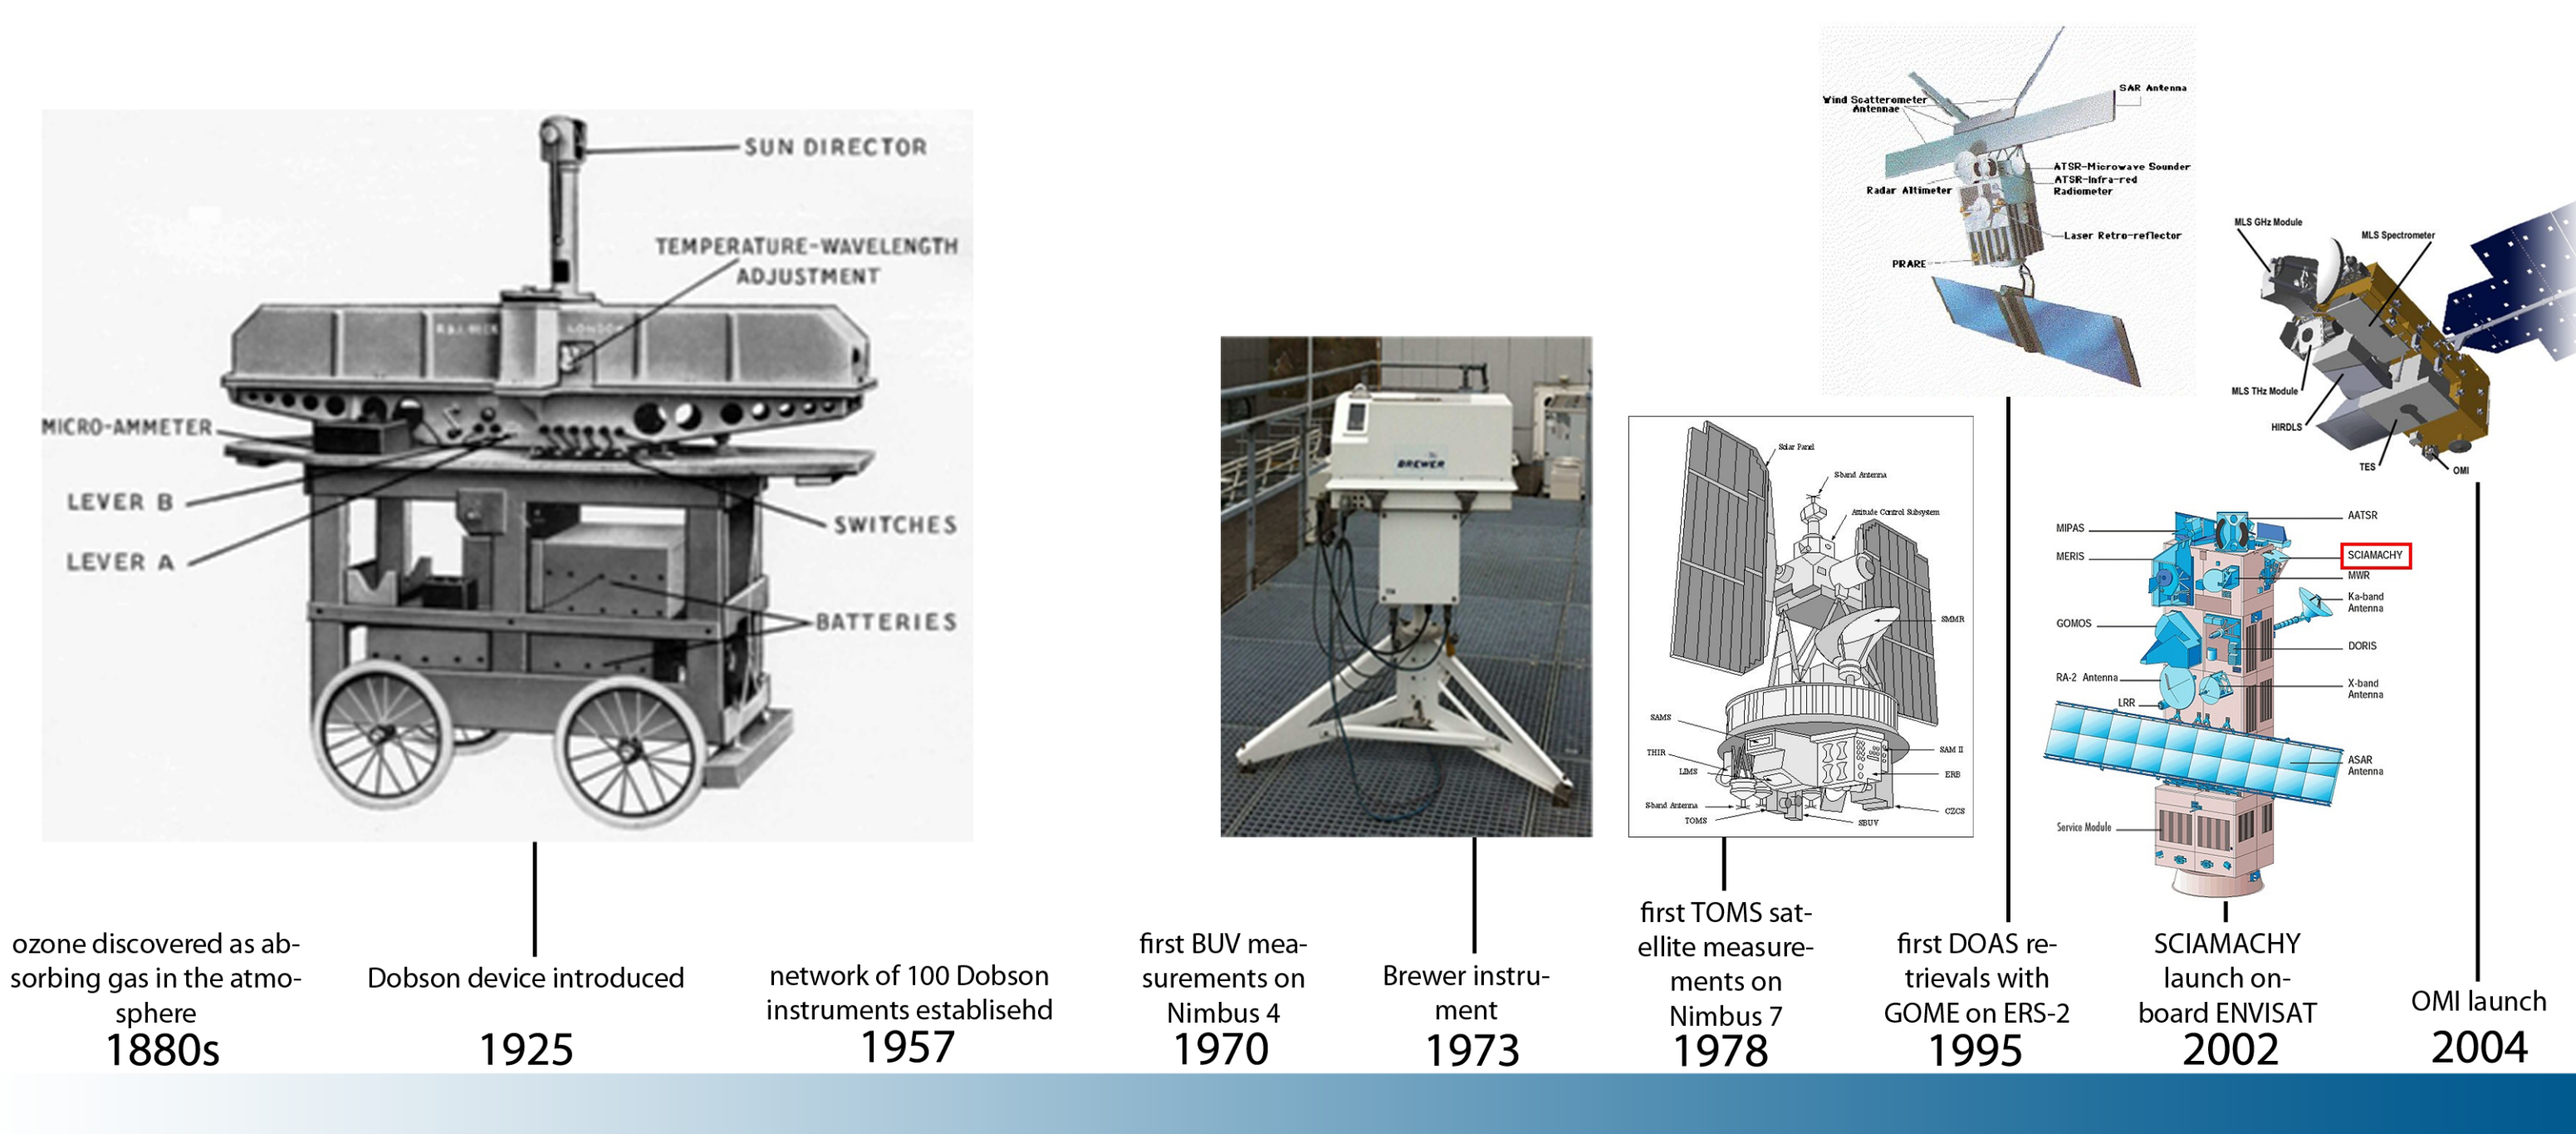 SUN DIRECTOR
TEMPERATURE-WAVELENGTH
ADJUSTMENT
MICRO-AMMETER
LEVER B
LEVER A
SWITCHES
BATTERIES
LONDON
BREWER
Solar Panel
S-band Antenna
Attitude Control Subsystem
SMMR
SAMS
THIR
LIMS
S-band Antenna
TOMS
SBUV
SAM II
ERB
CZCS
Wind Scatterometer
Antennae
SAR Antenna
ATSR-Microwave Sounder
ATSR-Infra-red
Radiometer
Radar Altimeter
Laser Retro-reflector
PRARE
MLS GHz Module
MLS Spectrometer
MLS THz Module
HIRDLS
TES
OMI
MIPAS
MERIS
GOMOS
RA-2 Antenna
LRR
Service Module
AATSR
SCIAMACHY
MWR
Ka-band
Antenna
DORIS
X-band
Antenna
ASAR
Antenna
ozone discovered as ab-
sorbing gas in the atmo-
sphere
1880s
Dobson device introduced
1925
network of 100 Dobson
instruments establisehd
1957
first BUV mea-
surements on
Nimbus 4
1970
Brewer instru-
ment
1973
first TOMS sat-
ellite measure-
ments on
Nimbus 7
1978
first DOAS re-
trievals with
GOME on ERS-2
1995
SCIAMACHY
launch on-
board ENVISAT
2002
OMI launch
2004